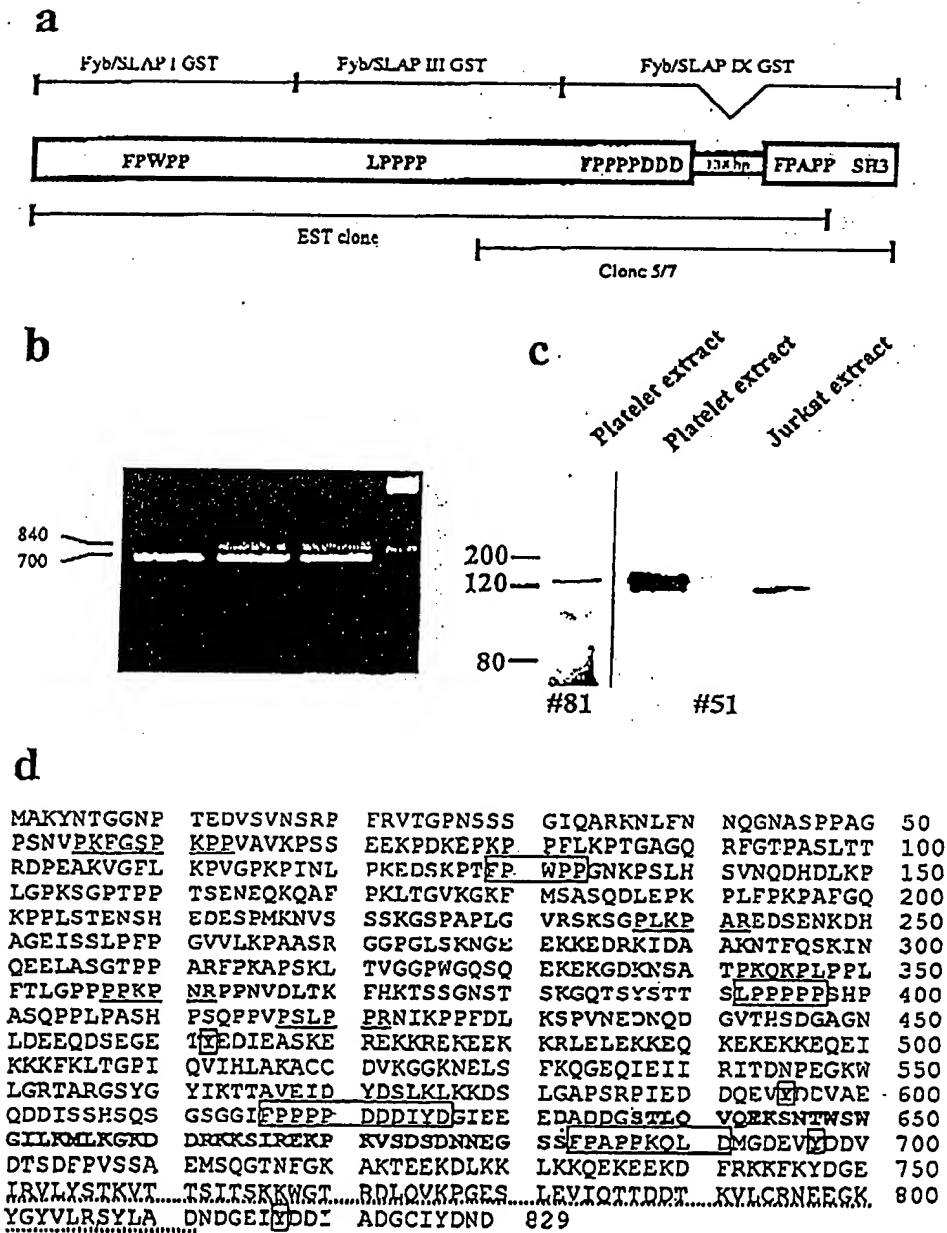 a
Fyb/SLAP I GST Fyb/SLAP III GST Fyb/SLAP IX GST
FPWPP LPPPP FPPPPDDD 138 bp FPAPP SH3
EST clone
Clone 5/7
b
840
700
c
Platelet extract Platelet extract Jurkat extract
200
120
80
#81 #51
d
MAKYNTGGNP TEDVSVNSRP FRVTGPNSSS GIQARKNLFN NQGNASPPAG 50
PSNVPKFGSP KPPVAVKPSS EEKPDKEPKP PFLKPTGAGQ RFGTPASLTT 100
RDPEAKVGFL KPVGPKPINL PKEDSKPTFP WPPGNKPSLH SVNQDHDLKP 150
LGPKSGPTPP TSENEQKQAF PKLTGVKGKF MSASQDLEPK PLFPKPAFGQ 200
KPPLSTENSH EDESPMKNVS SSKGSPAPLG VRSKSGPLKP AREDSENKDH 250
AGEISSLPFP GVVLKPAASR GGPGLSKNGE EKKEDRKIDA AKNTFQSKIN 300
QEELASGTPP ARFPKAPSKL TVGGPWGQSQ EKEKGDKNSA TPKQKPLPPL 350
FTLGPPPPKP NRPPNVDLTK FHKTSSGNST SKGQTSYSTT SLPPPPPSHP 400
ASQPPLPASH PSQPPVPSLP PRNIKPPFDL KSPVNEDNQD GVTHSDGAGN 450
LDEEQDSEGE TYEDIEASKE REKKREKEEK KRLELEKKEQ KEKEKKEQEI 500
KKKFKLTGPI QVIHLAKACC DVKGGKNELS FKQGEQIEII RITDNPEGKW 550
LGRTARGSYG YIKTTAVEID YDSLKLKKDS LGAPSRPIED DQEVYDDVAE 600
QDDISSHSQS GSGGIFPPPP DDDIYDGIEE EDADDGSTLQ VQEKSNTWSW 650
GILKMLKGKD DRKKSIREKP KVSDSDNNEG SSFPAPPKQL DMGDEVYDDV 700
DTSDFPVSSA EMSQGTNFGK AKTEEKDLKK LKKQEKEEKD FRKKFKYDGE 750
IRVLYSTKVT TSITSKKWGT RDLQVKPGES LEVIQTTDDT KVLCRNEEGK 800
YGYVLRSYLA DNDGEIYDDI ADGCIYDND 829